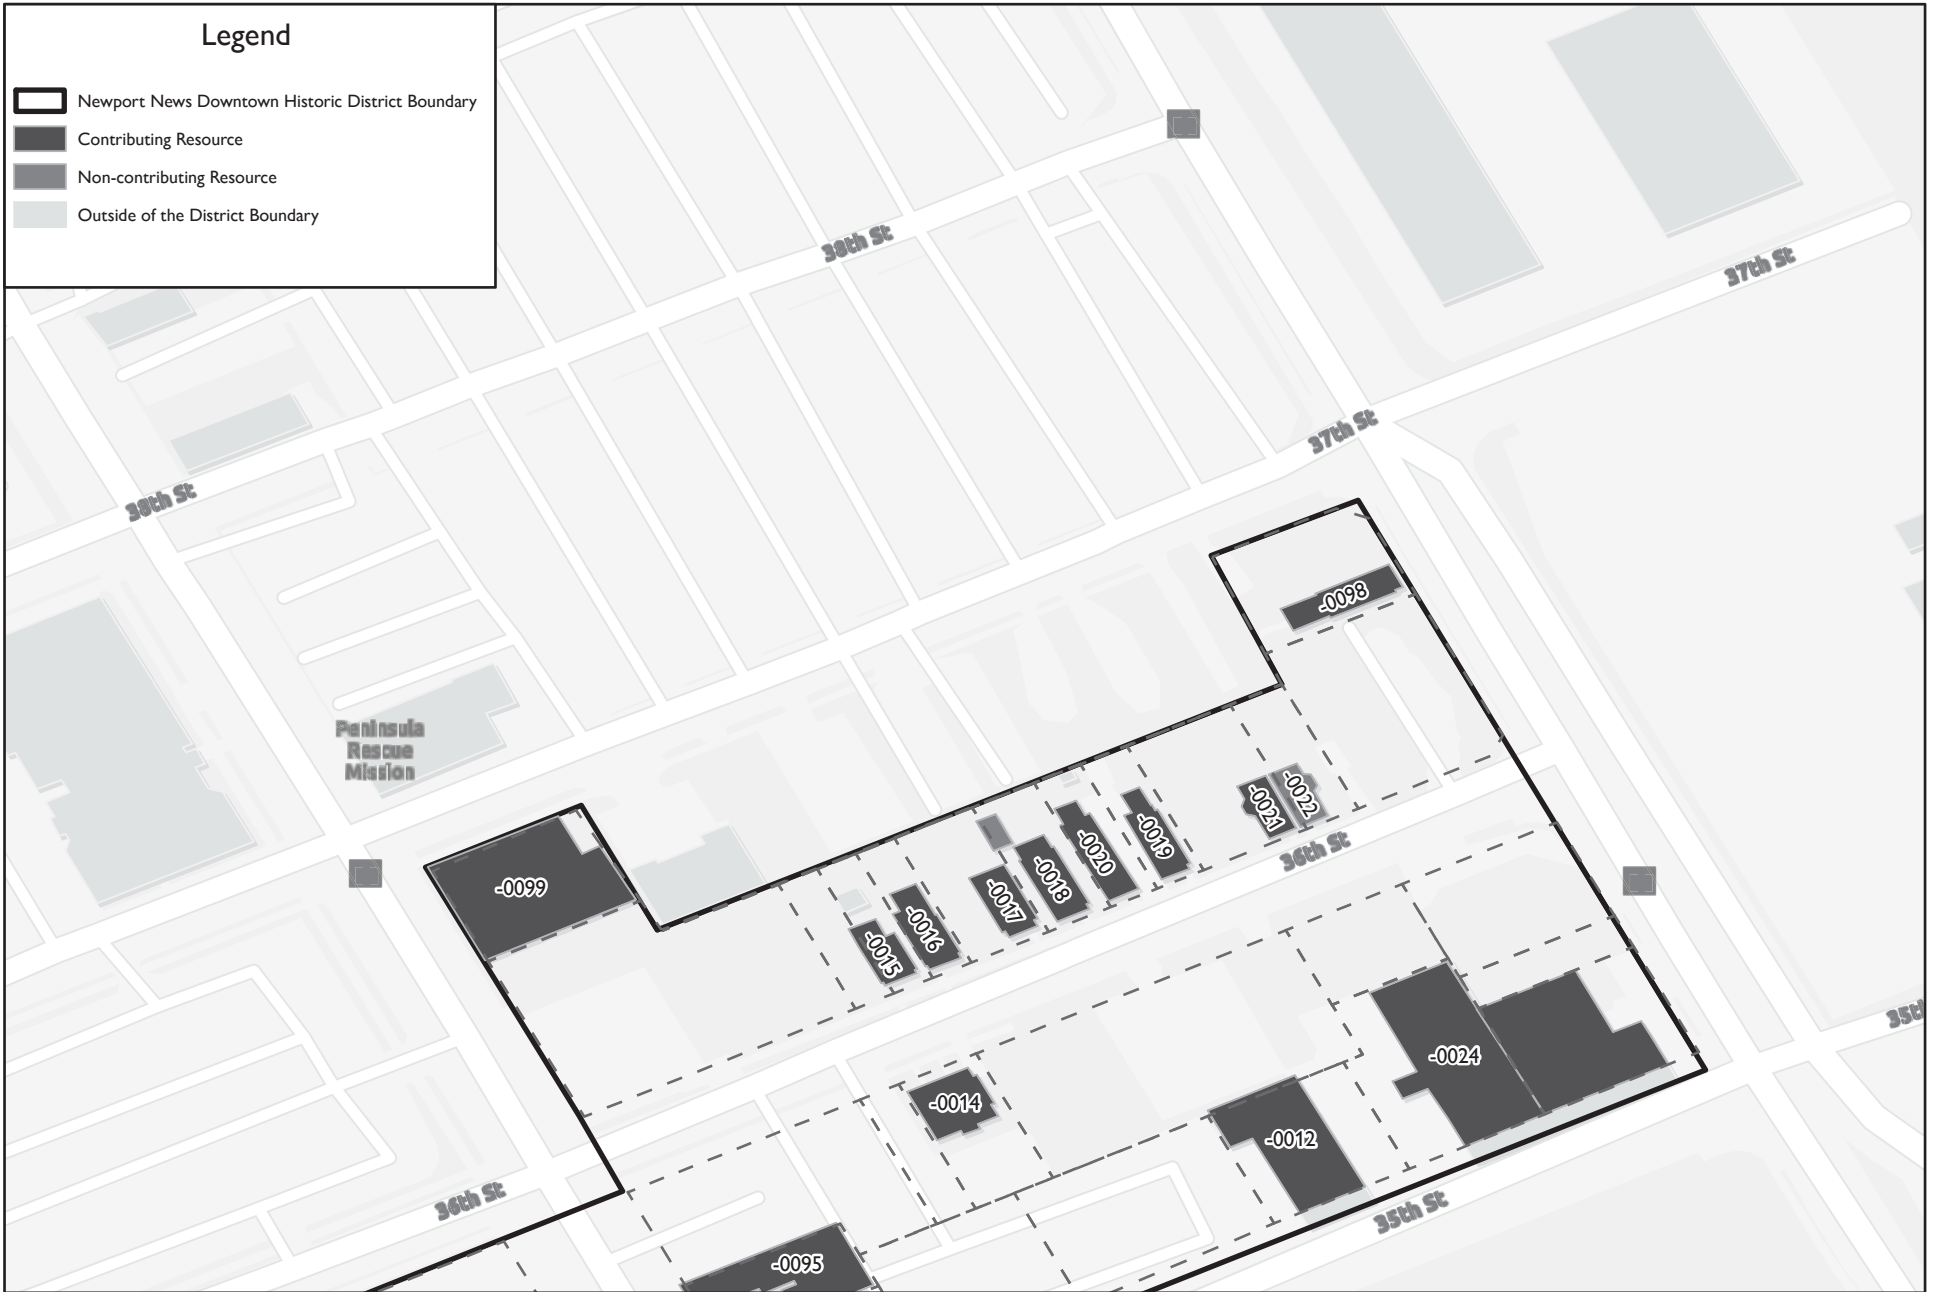 Legend
Newport News Downtown Historic District Boundary
Contributing Resource
Non-contributing Resource
Outside of the District Boundary
38th St
37th St
37th St
38th St
-0098
Peninsula
Rescue
Mission
-0099
-0022
-0021
-0019
-0020
36th St
-0018
-0017
-0016
-0015
35th
-0024
-0014
-0012
36th St
35th St
-0095